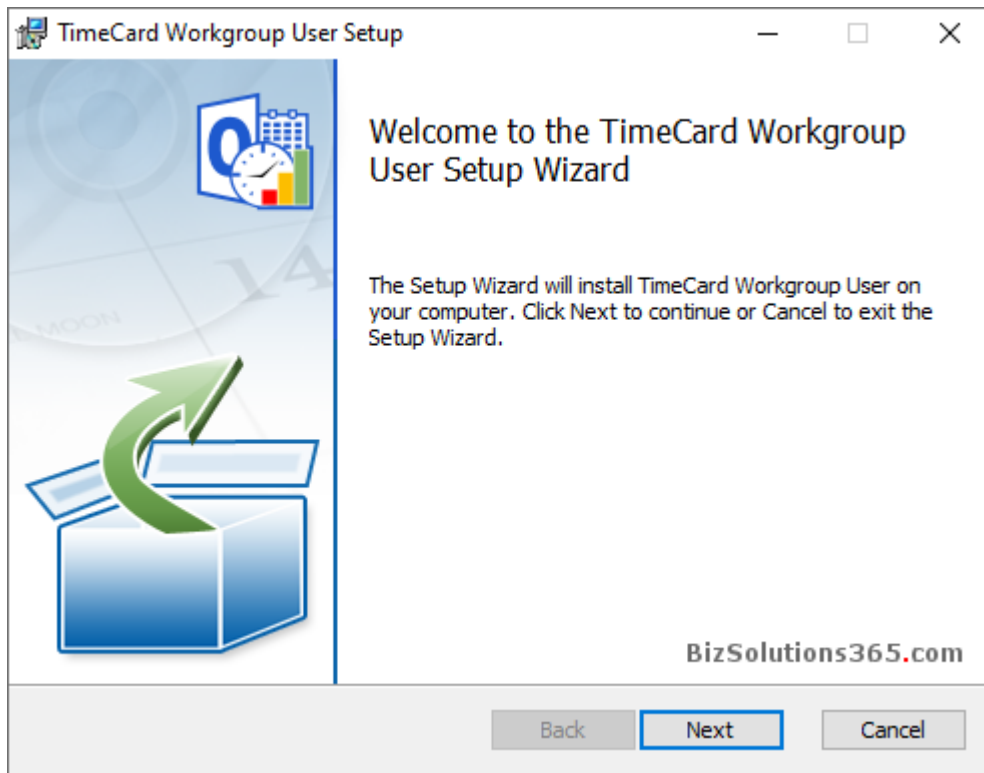 TimeCard Workgroup User Setup
Welcome to the TimeCard Workgroup
User Setup Wizard
The Setup Wizard will install TimeCard Workgroup User on
your computer. Click Next to continue or Cancel to exit the
Setup Wizard.
14
MOON
BizSolutions365.com
Back
Next
Cancel